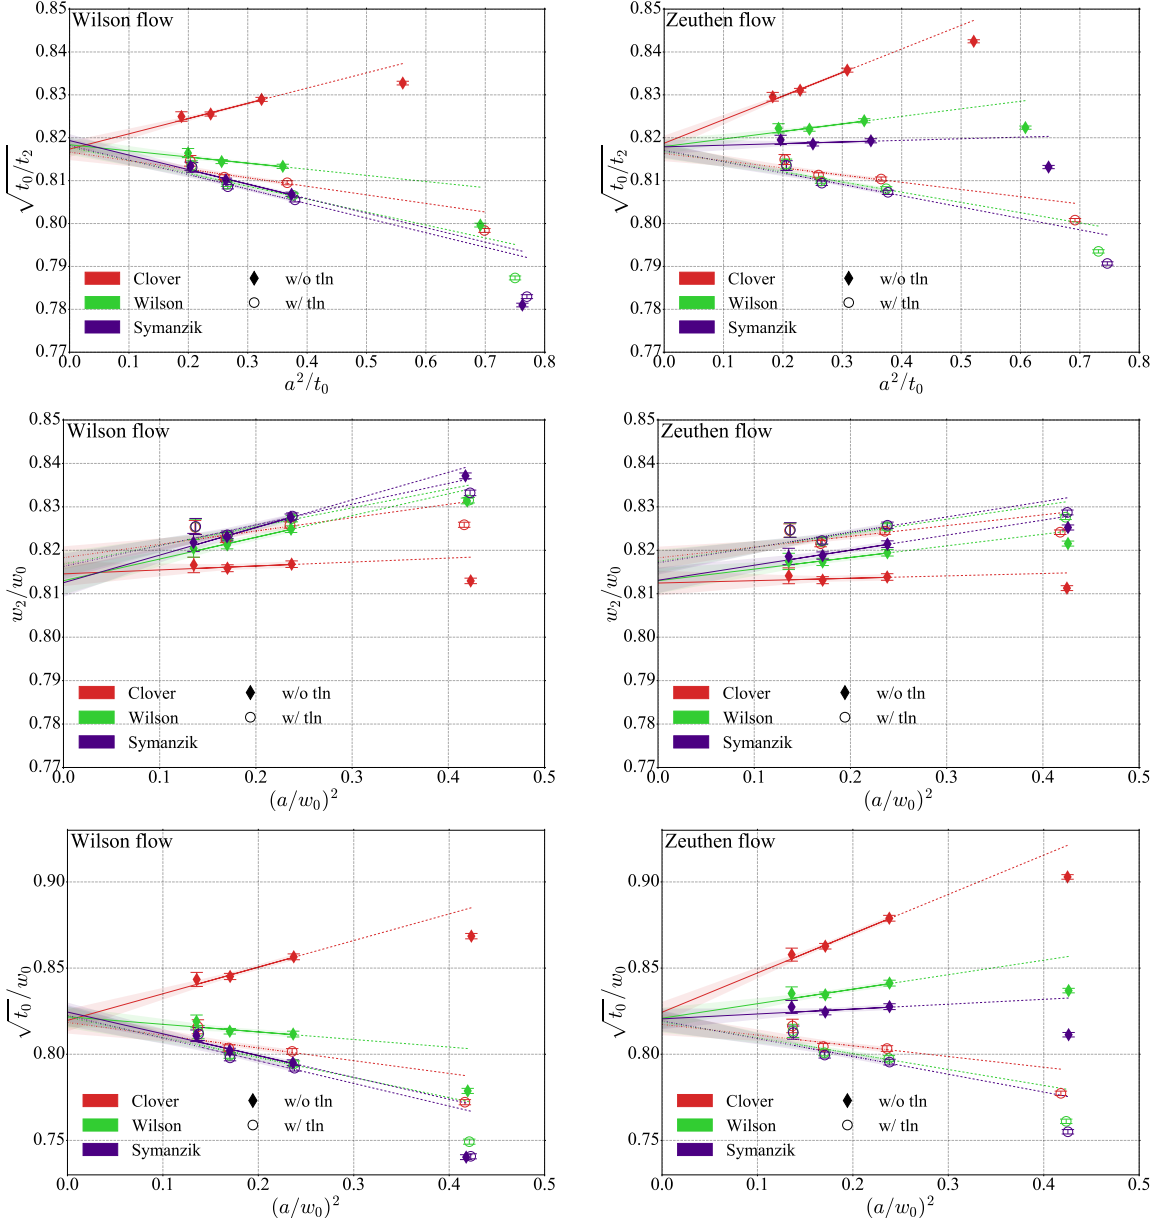 Wilson flow
0.85
0.84
0.83
0.82
0.81
0.80
0.79
0.78
0.77
√t₀/t₂
Clover
Wilson
Symanzik
w/o tln
w/ tln
0.0 0.1 0.2 0.3 0.4 0.5 0.6 0.7 0.8
a²/t₀
Zeuthen flow
0.85
0.84
0.83
0.82
0.81
0.80
0.79
0.78
0.77
√t₀/t₂
Clover
Wilson
Symanzik
w/o tln
w/ tln
0.0 0.1 0.2 0.3 0.4 0.5 0.6 0.7 0.8
a²/t₀
Wilson flow
0.85
0.84
0.83
0.82
0.81
0.80
0.79
0.78
0.77
w₂/w₀
Clover
Wilson
Symanzik
w/o tln
w/ tln
0.0 0.1 0.2 0.3 0.4 0.5
(a/w₀)²
Zeuthen flow
0.85
0.84
0.83
0.82
0.81
0.80
0.79
0.78
0.77
w₂/w₀
Clover
Wilson
Symanzik
w/o tln
w/ tln
0.0 0.1 0.2 0.3 0.4 0.5
(a/w₀)²
Wilson flow
0.90
0.85
0.80
0.75
√t₀/w₀
Clover
Wilson
Symanzik
w/o tln
w/ tln
0.0 0.1 0.2 0.3 0.4 0.5
(a/w₀)²
Zeuthen flow
0.90
0.85
0.80
0.75
√t₀/w₀
Clover
Wilson
Symanzik
w/o tln
w/ tln
0.0 0.1 0.2 0.3 0.4 0.5
(a/w₀)²